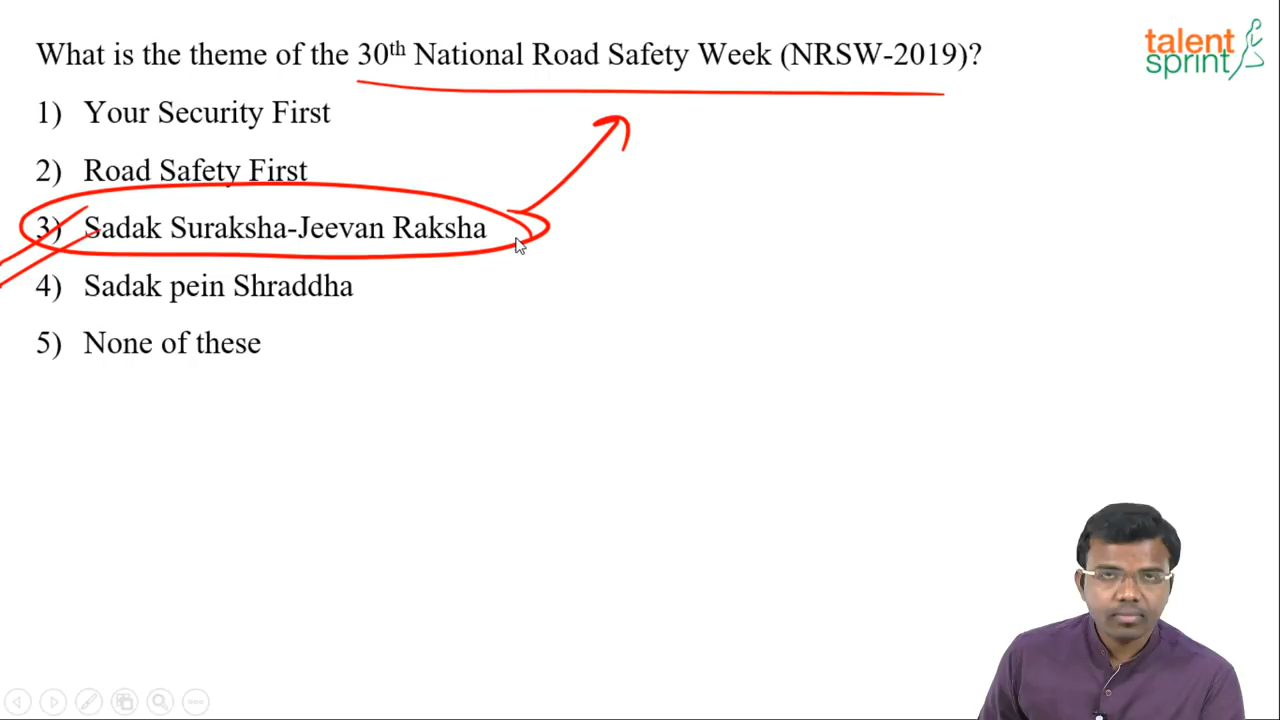 What is the theme of the 30th National Road Safety Week (NRSW-2019)?
talent
sprint
1) Your Security First
2) Road Safety First
3) Sadak Suraksha-Jeevan Raksha
4) Sadak pein Shraddha
5) None of these